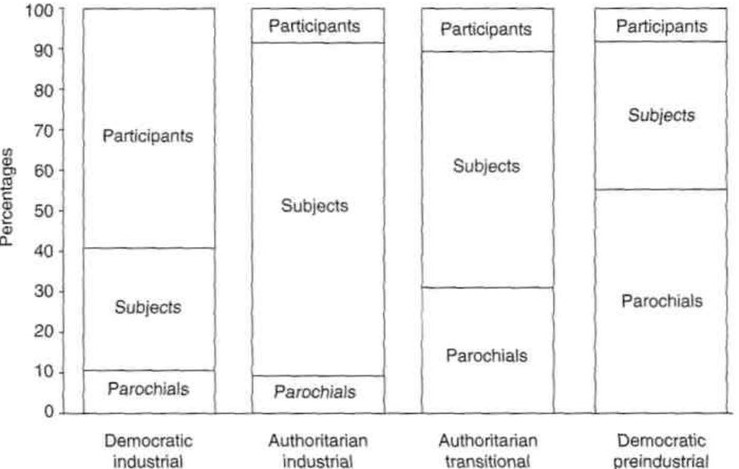 Percentages
100
90
80
70
60
50
40
30
20
10
0
Participants
Subjects
Parochials
Participants
Subjects
Parochials
Participants
Subjects
Parochials
Participants
Subjects
Parochials
Democratic
industrial
Authoritarian
industrial
Authoritarian
transitional
Democratic
preindustrial